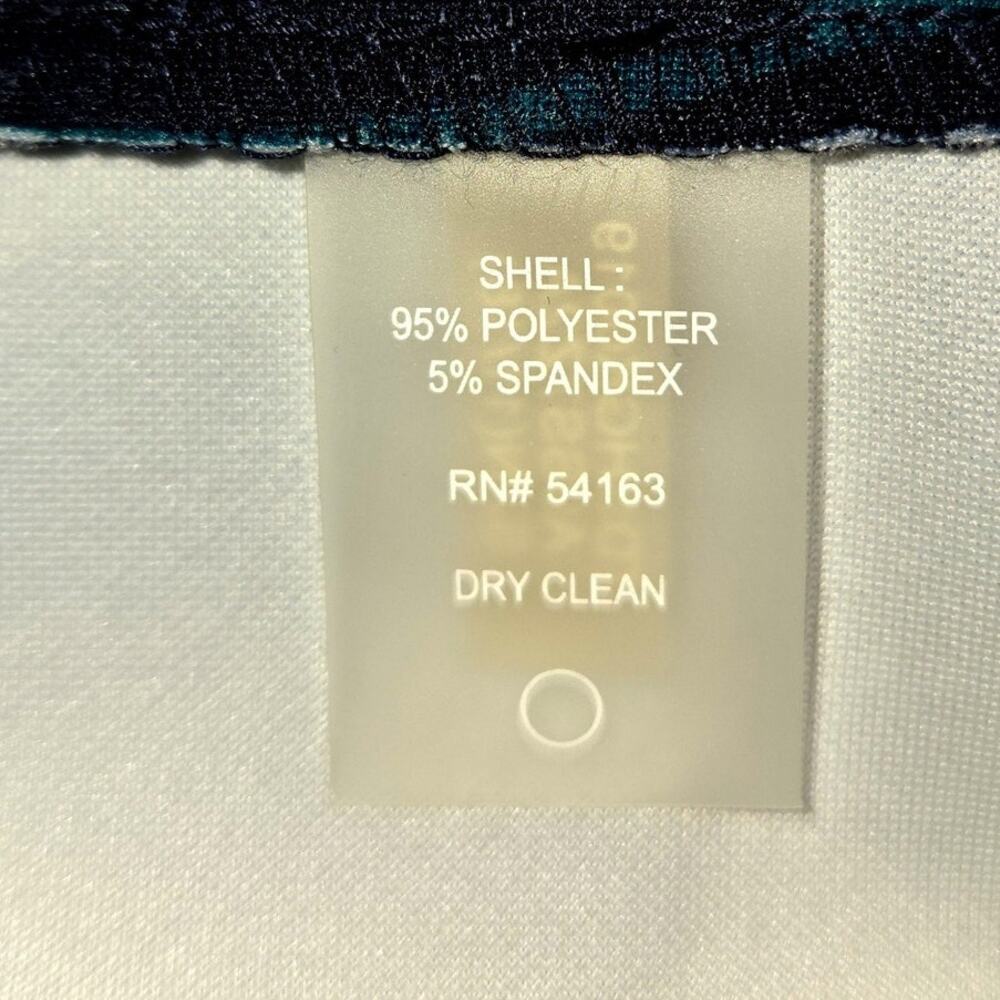 SHELL :
95% POLYESTER
5% SPANDEX
RN# 54163
DRY CLEAN